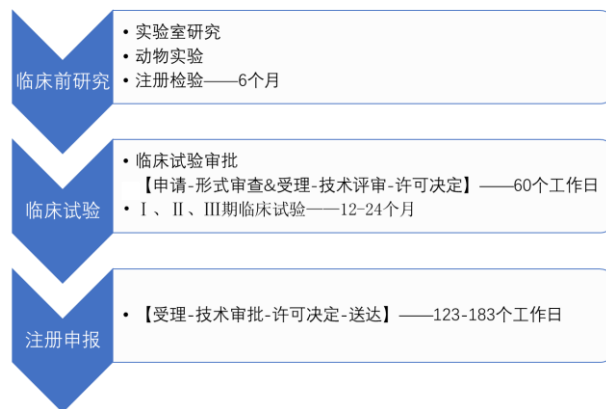 临床前研究
• 实验室研究
• 动物实验
• 注册检验——6个月
临床试验
• 临床试验审批
【申请-形式审查&受理-技术评审-许可决定】——60个工作日
• Ⅰ、Ⅱ、Ⅲ期临床试验——12-24个月
注册申报
• 【受理-技术审批-许可决定-送达】——123-183个工作日